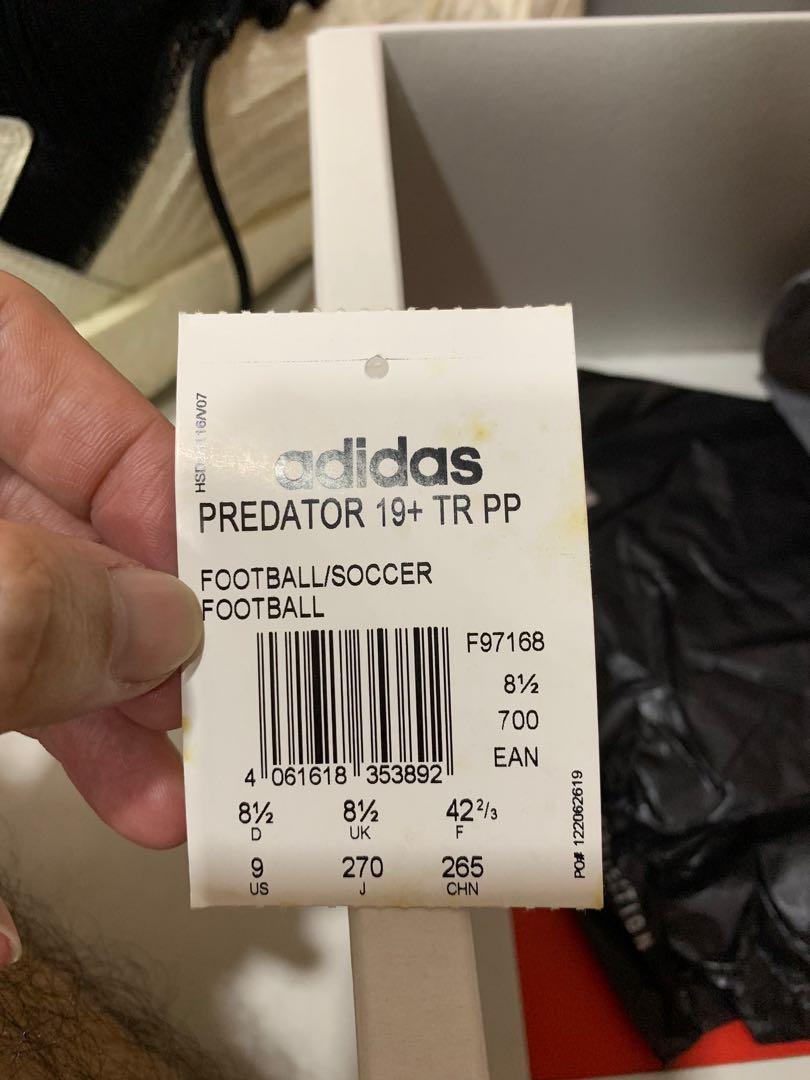 adidas
PREDATOR 19+ TR PP
FOOTBALL/SOCCER
FOOTBALL
F97168
8½
700
EAN
4 061618 353892
8½ 8½ 42 2/3
D UK F
9 270 265
US J CHN
PO# 122062619